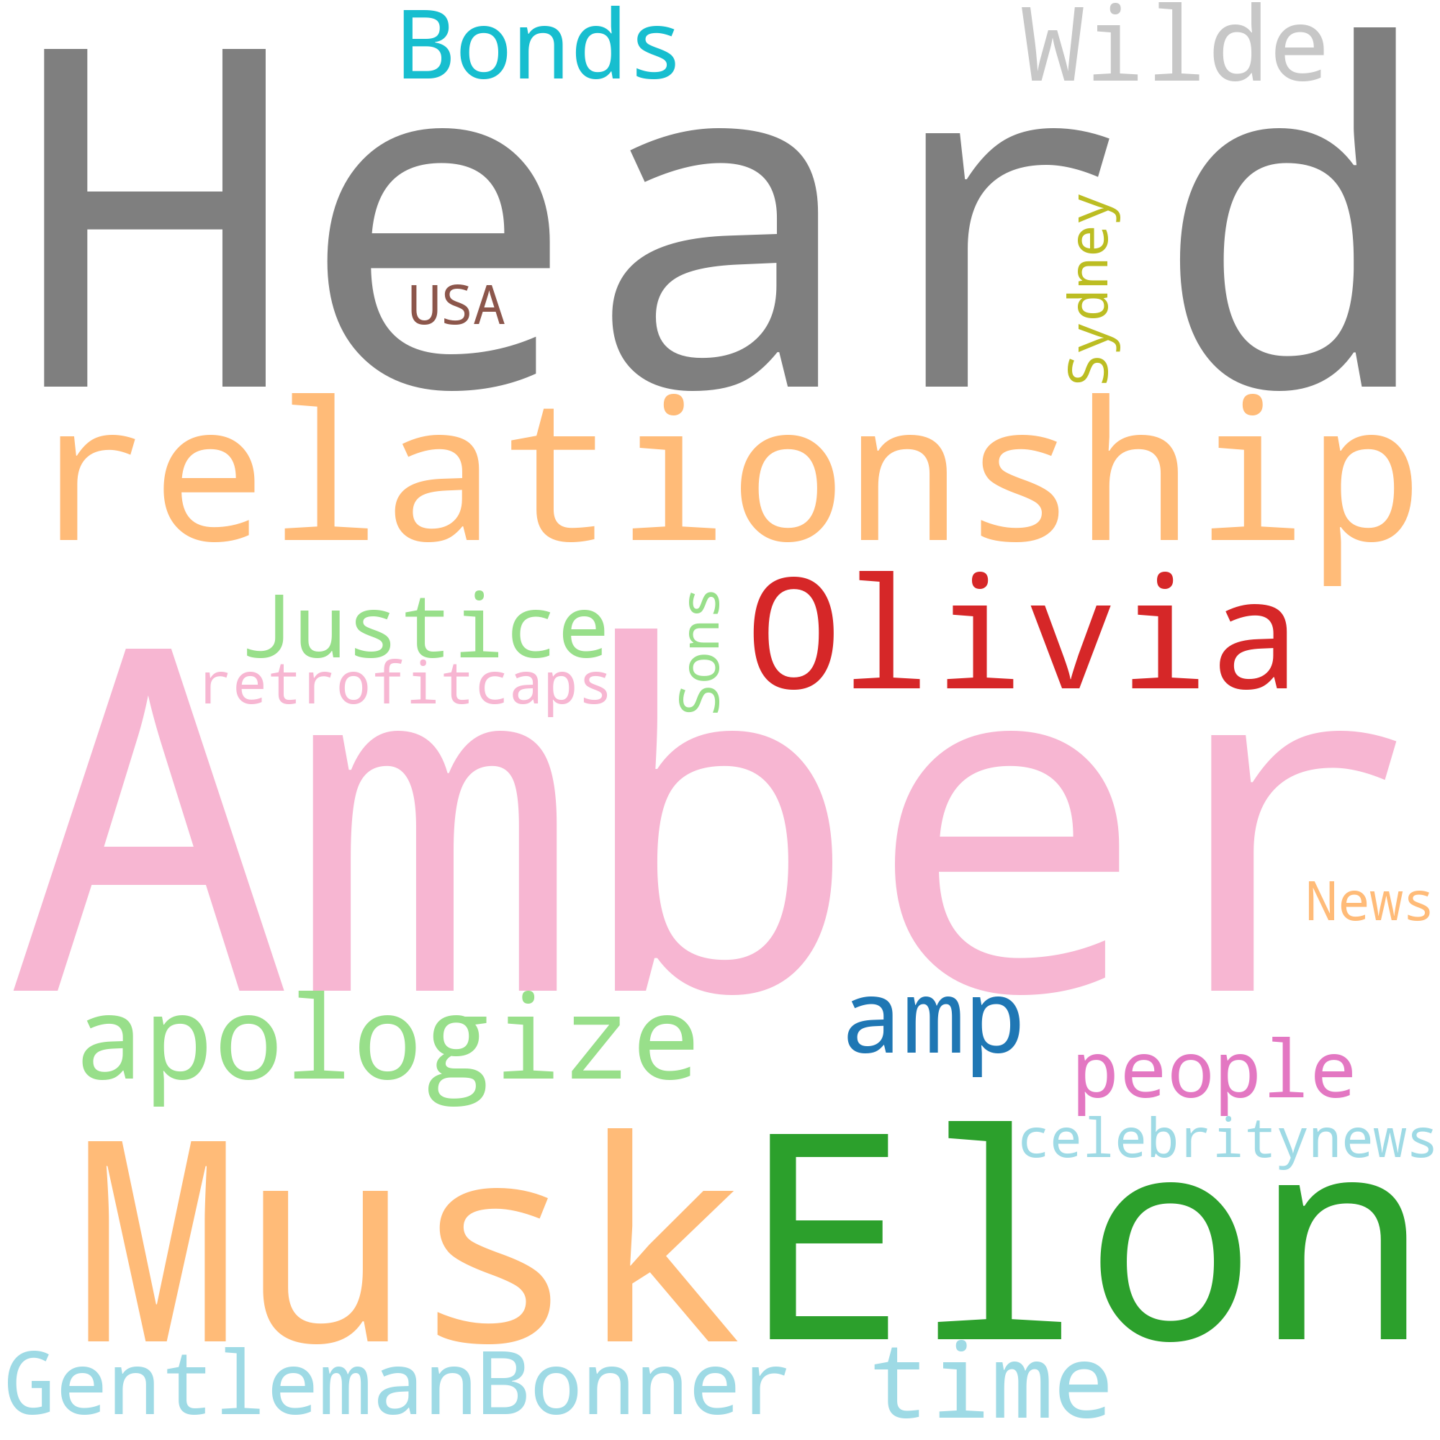 Bonds
Wilde
Heard
USA
Sydney
relationship
Justice
Sons
Olivia
retrofitcaps
Amber
News
apologize
amp
people
celebritynews
Musk
Elon
GentlemanBonner
time